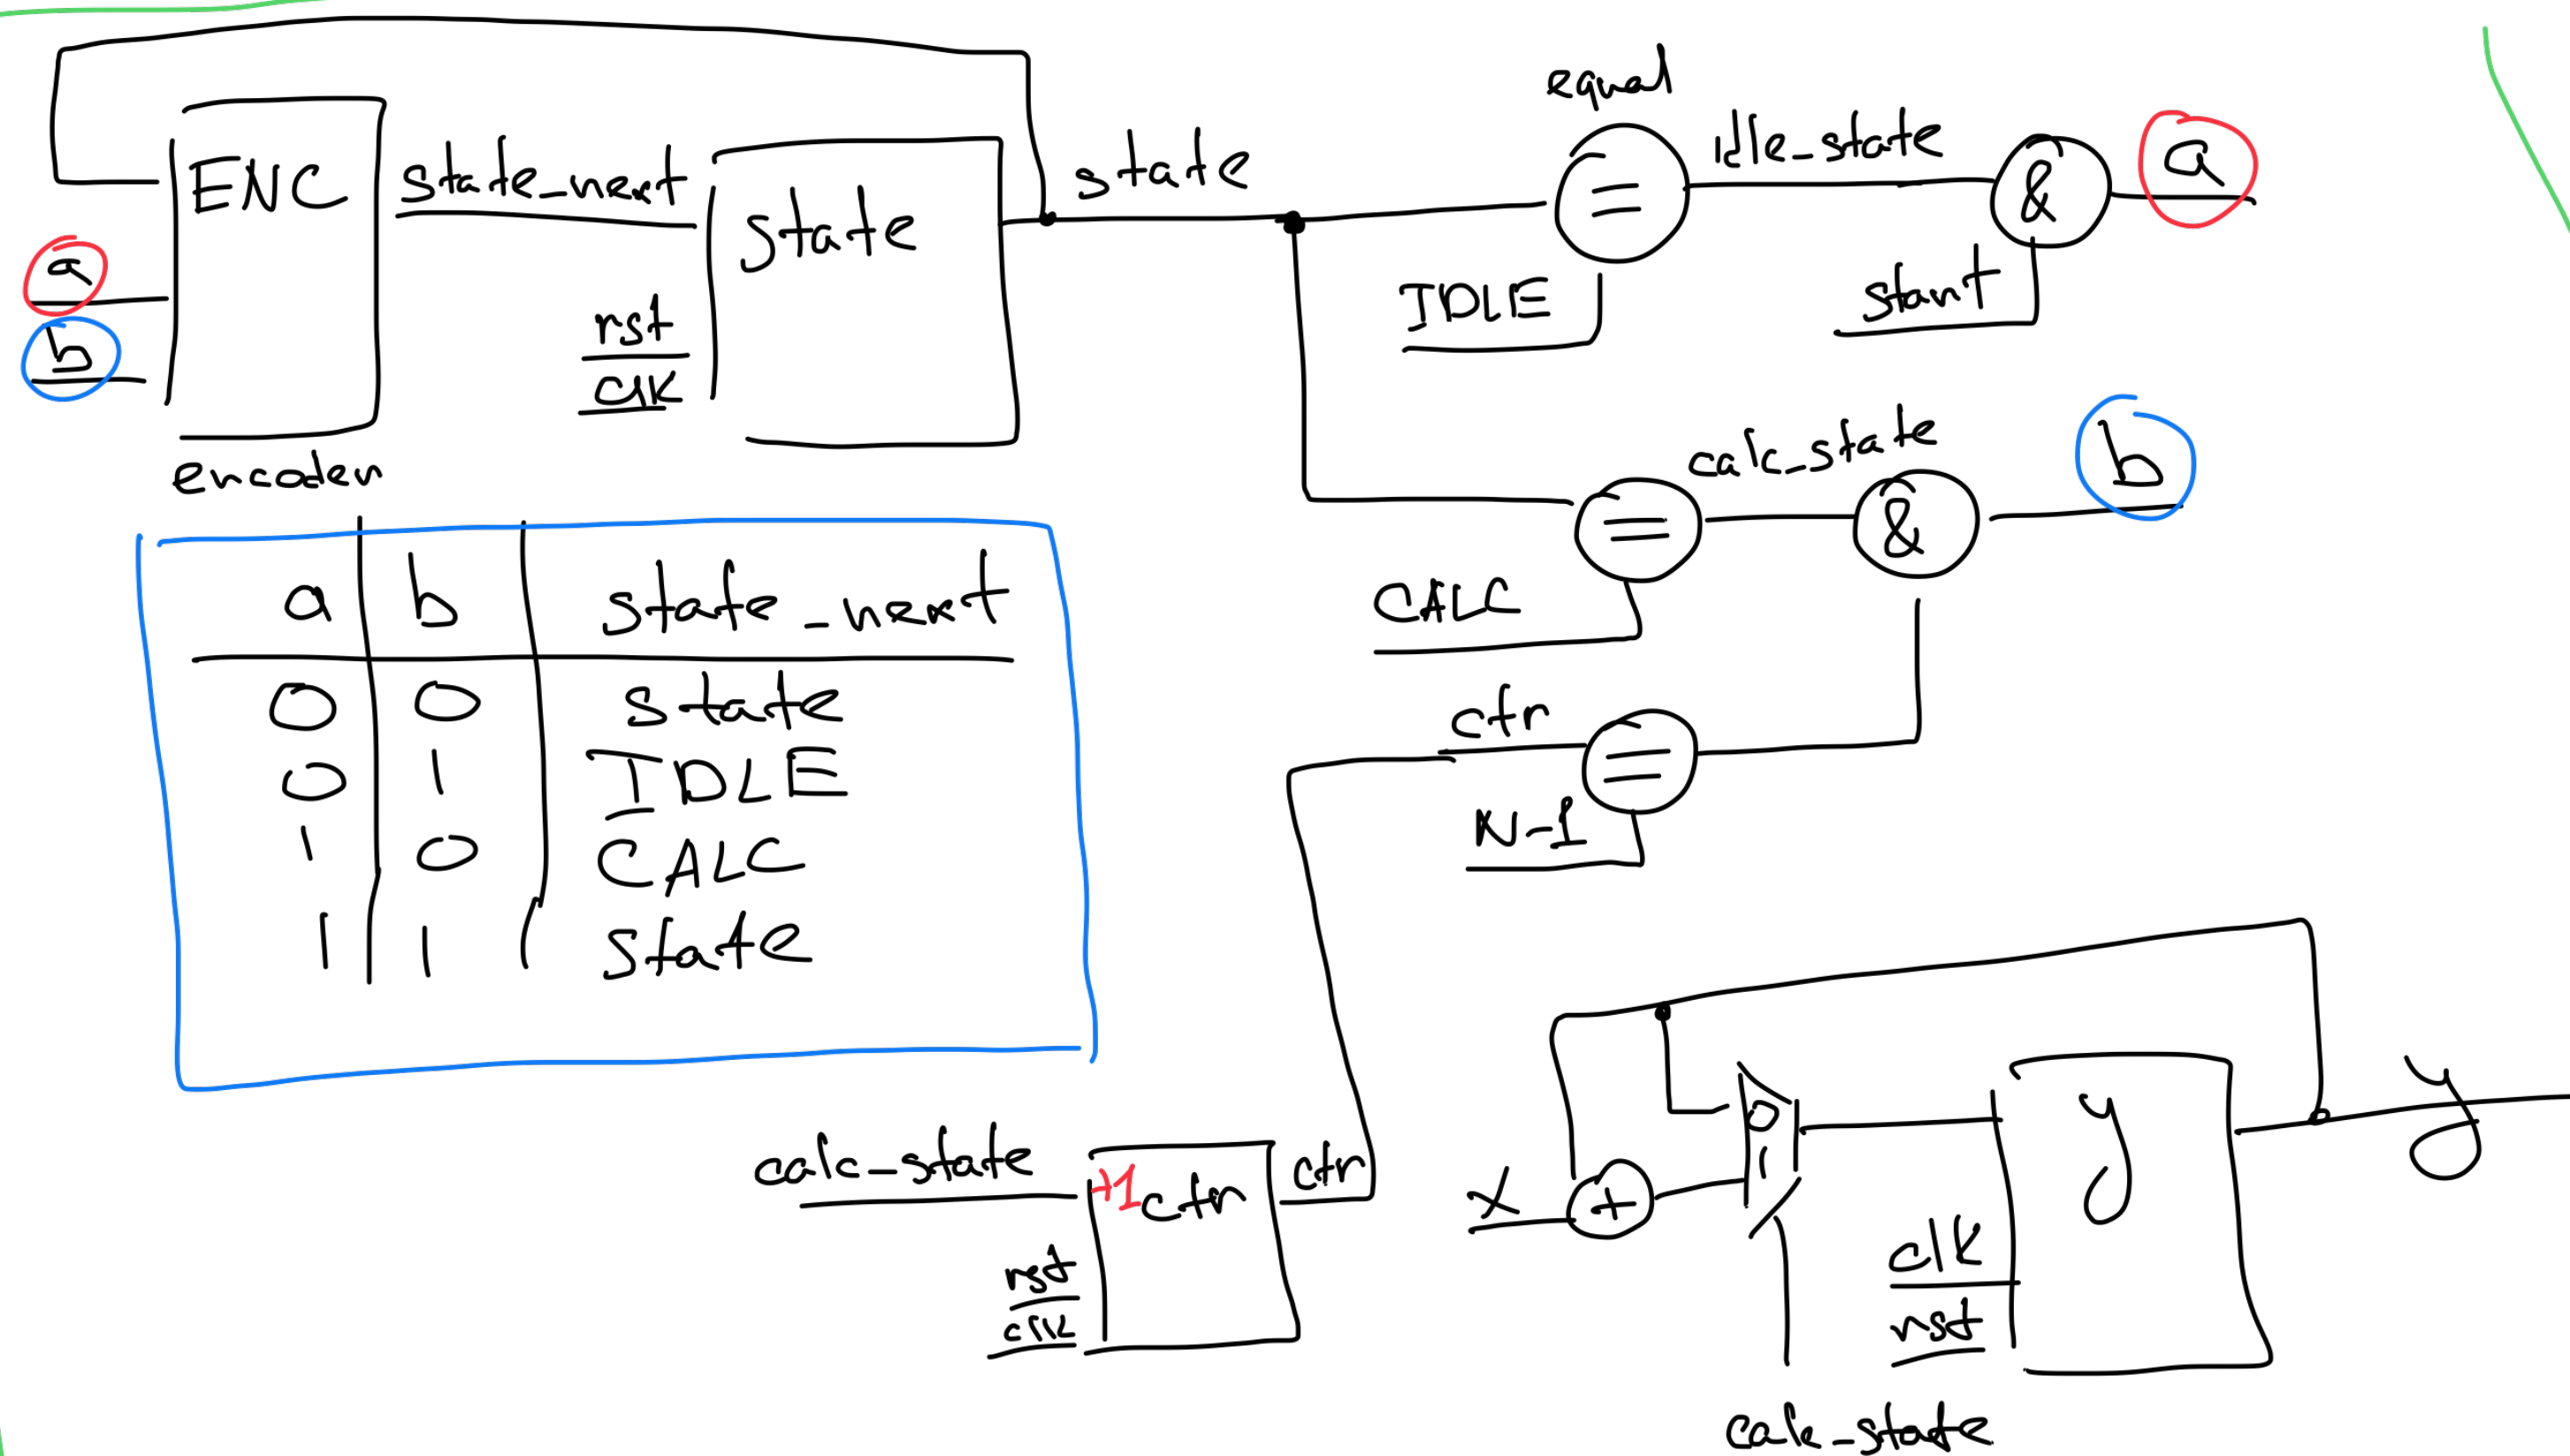 equal
ENC
state_next
state
state
idle_state
&
a
=
a
IDLE
start
b
rst
clk
encoder
calc_state
b
=
&
CALC
a b state_next
0 0 state
0 1 IDLE
1 0 CALC
1 1 state
ctr
=
N-1
calc_state
+1 ctr
ctr
rst
clk
x
+
0
1
y
y
clk
rst
calc_state